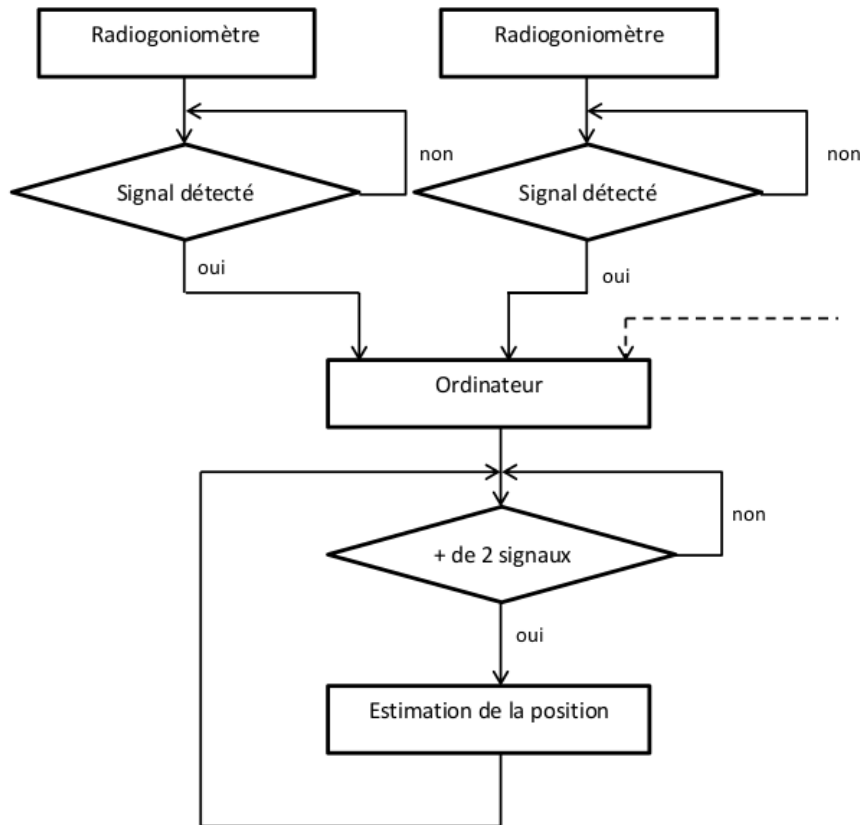 Radiogoniomètre
Radiogoniomètre
non
non
Signal détecté
Signal détecté
oui
oui
Ordinateur
non
+ de 2 signaux
oui
Estimation de la position